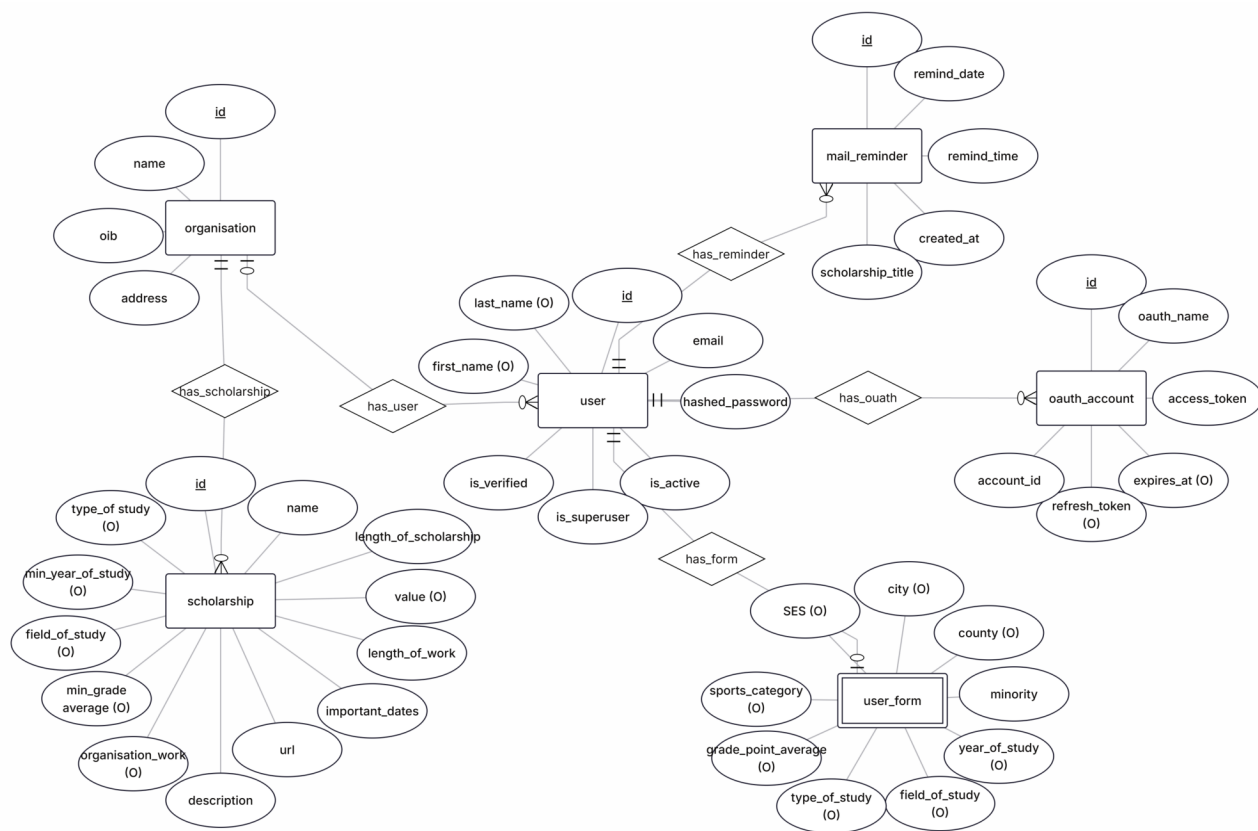 id
remind_date
mail_reminder
remind_time
created_at
scholarship_title
has_reminder
id
name
organisation
oib
address
has_scholarship
has_user
last_name (O)
id
email
first_name (O)
user
hashed_password
is_verified
is_superuser
is_active
has_ouath
id
oauth_name
oauth_account
access_token
account_id
refresh_token
(O)
expires_at (O)
has_form
id
name
type_of study
(O)
length_of_scholarship
min_year_of_study
(O)
scholarship
value (O)
field_of_study
(O)
length_of_work
min_grade
average (O)
important_dates
organisation_work
(O)
url
description
SES (O)
city (O)
county (O)
sports_category
(O)
user_form
minority
grade_point_average
(O)
year_of_study
(O)
type_of_study
(O)
field_of_study
(O)